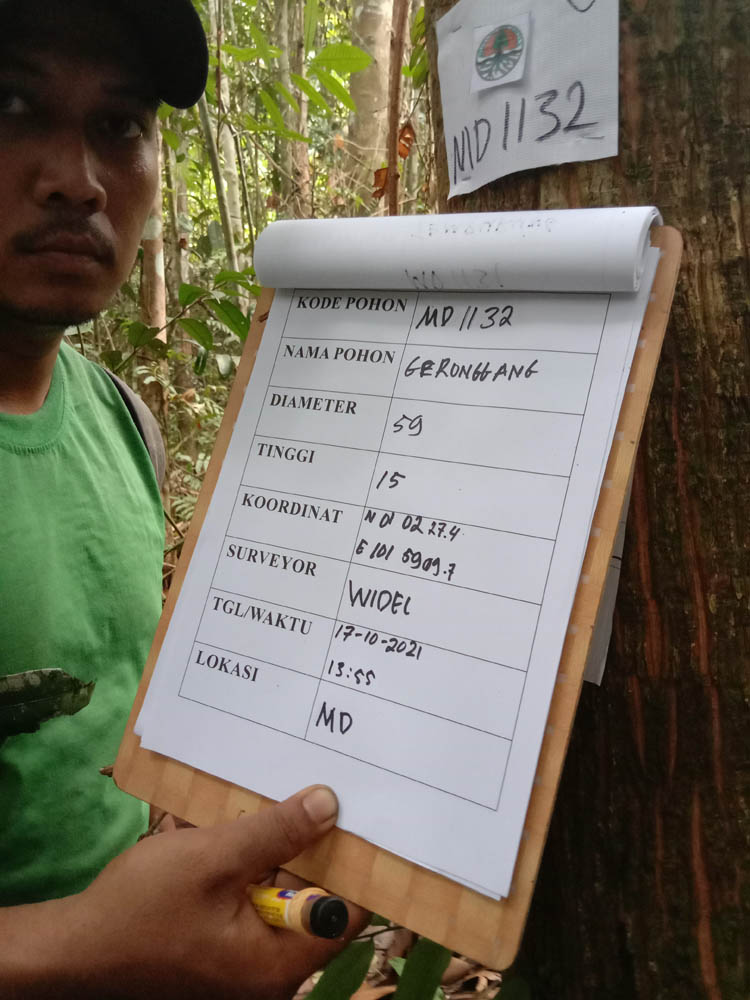 MD 1132
KODE POHON MD 1132
NAMA POHON GERONGGANG
DIAMETER 59
TINGGI 15
KOORDINAT N 01 02 27.4
E 101 59 09.7
SURVEYOR WIDEL
TGL/WAKTU 17-10-2021
13:55
LOKASI MD